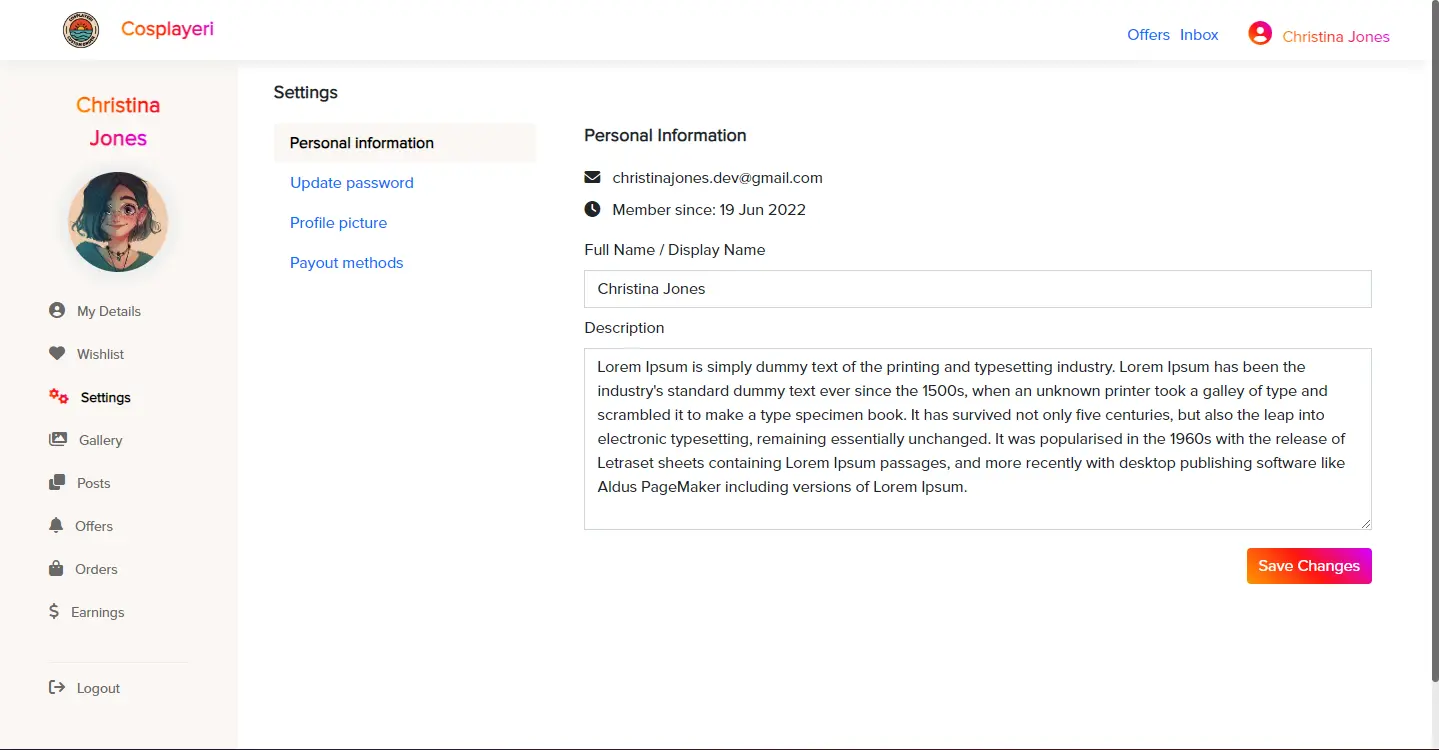 Cosplayeri
Offers
Inbox
Christina Jones
Christina
Jones
My Details
Wishlist
Settings
Gallery
Posts
Offers
Orders
Earnings
Logout
Settings
Personal information
Update password
Profile picture
Payout methods
Personal Information
christinajones.dev@gmail.com
Member since: 19 Jun 2022
Full Name / Display Name
Christina Jones
Description
Lorem Ipsum is simply dummy text of the printing and typesetting industry. Lorem Ipsum has been the
industry's standard dummy text ever since the 1500s, when an unknown printer took a galley of type and
scrambled it to make a type specimen book. It has survived not only five centuries, but also the leap into
electronic typesetting, remaining essentially unchanged. It was popularised in the 1960s with the release of
Letraset sheets containing Lorem Ipsum passages, and more recently with desktop publishing software like
Aldus PageMaker including versions of Lorem Ipsum.
Save Changes